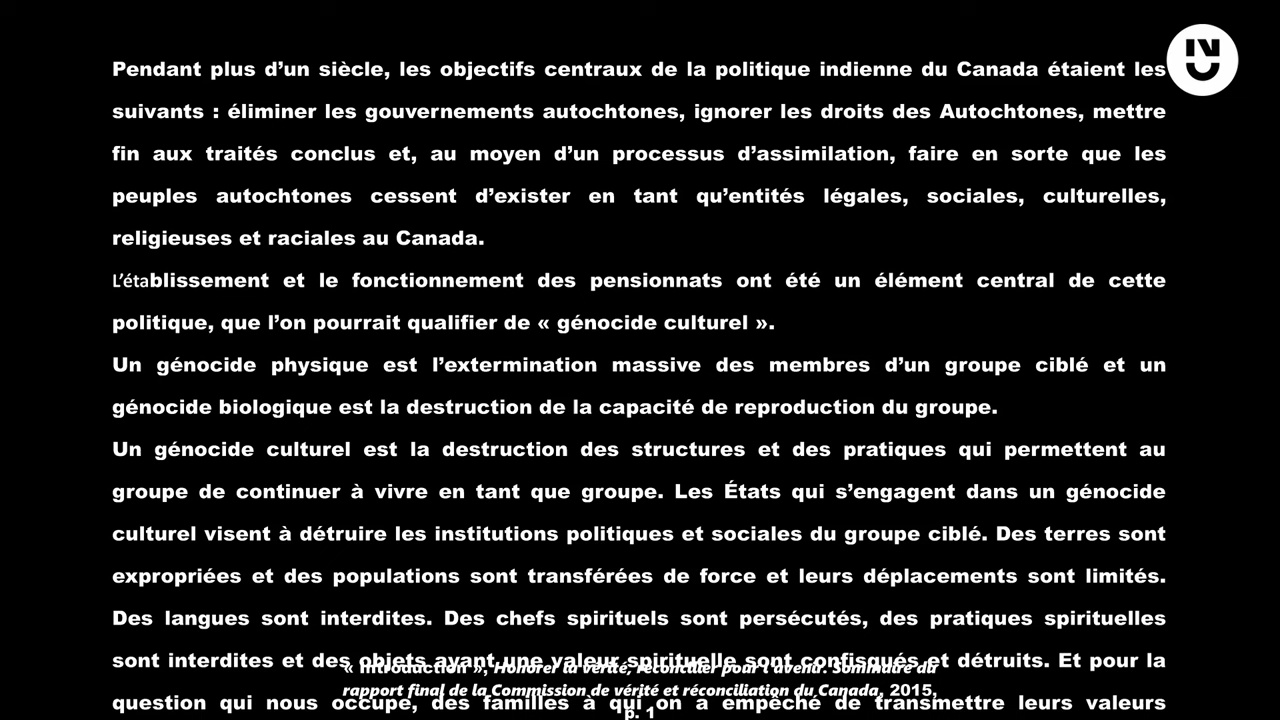 INU
Pendant plus d’un siècle, les objectifs centraux de la politique indienne du Canada étaient les
suivants : éliminer les gouvernements autochtones, ignorer les droits des Autochtones, mettre
fin aux traités conclus et, au moyen d’un processus d’assimilation, faire en sorte que les
peuples autochtones cessent d’exister en tant qu’entités légales, sociales, culturelles,
religieuses et raciales au Canada.
L’établissement et le fonctionnement des pensionnats ont été un élément central de cette
politique, que l’on pourrait qualifier de « génocide culturel ».
Un génocide physique est l’extermination massive des membres d’un groupe ciblé et un
génocide biologique est la destruction de la capacité de reproduction du groupe.
Un génocide culturel est la destruction des structures et des pratiques qui permettent au
groupe de continuer à vivre en tant que groupe. Les États qui s’engagent dans un génocide
culturel visent à détruire les institutions politiques et sociales du groupe ciblé. Des terres sont
expropriées et des populations sont transférées de force et leurs déplacements sont limités.
Des langues sont interdites. Des chefs spirituels sont persécutés, des pratiques spirituelles
sont interdites et des objets ayant une valeur spirituelle sont confisqués et détruits. Et pour la
question qui nous occupe, des familles à qui on a empêché de transmettre leurs valeurs
« Introduction », Honorer la vérité, réconcilier pour l’avenir. Sommaire du
rapport final de la Commission de vérité et réconciliation du Canada, 2015,
p. 1